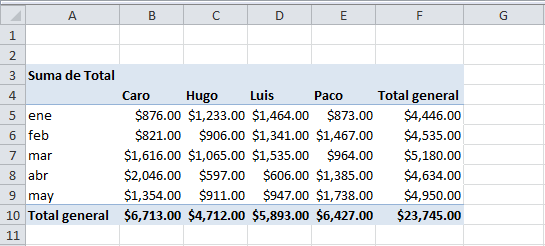 A B C D E F G
1
2
3 Suma de Total
4 Caro Hugo Luis Paco Total general
5 ene $876.00 $1,233.00 $1,464.00 $873.00 $4,446.00
6 feb $821.00 $906.00 $1,341.00 $1,467.00 $4,535.00
7 mar $1,616.00 $1,065.00 $1,535.00 $964.00 $5,180.00
8 abr $2,046.00 $597.00 $606.00 $1,385.00 $4,634.00
9 may $1,354.00 $911.00 $947.00 $1,738.00 $4,950.00
10 Total general $6,713.00 $4,712.00 $5,893.00 $6,427.00 $23,745.00
11